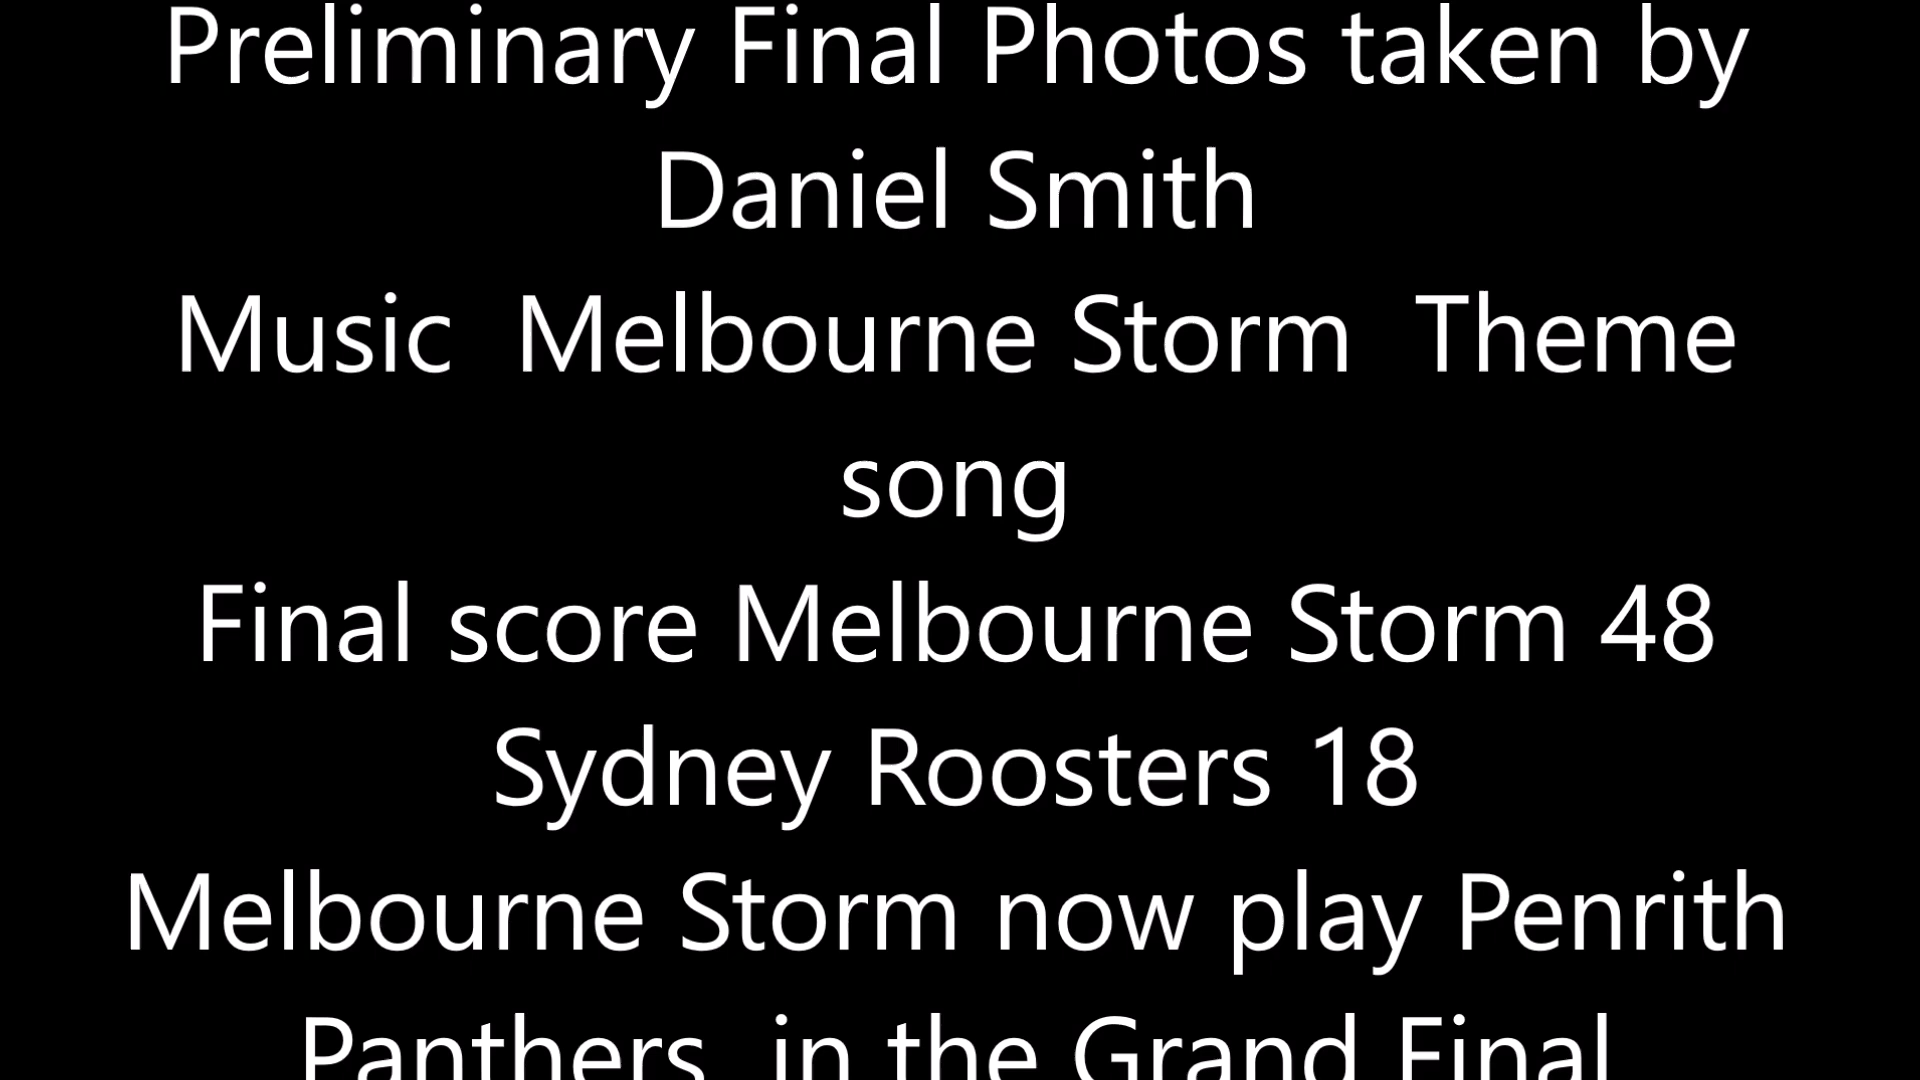 Preliminary Final Photos taken by
Daniel Smith
Music  Melbourne Storm  Theme
song
Final score Melbourne Storm 48
Sydney Roosters 18
Melbourne Storm now play Penrith
Panthers  in the Grand Final